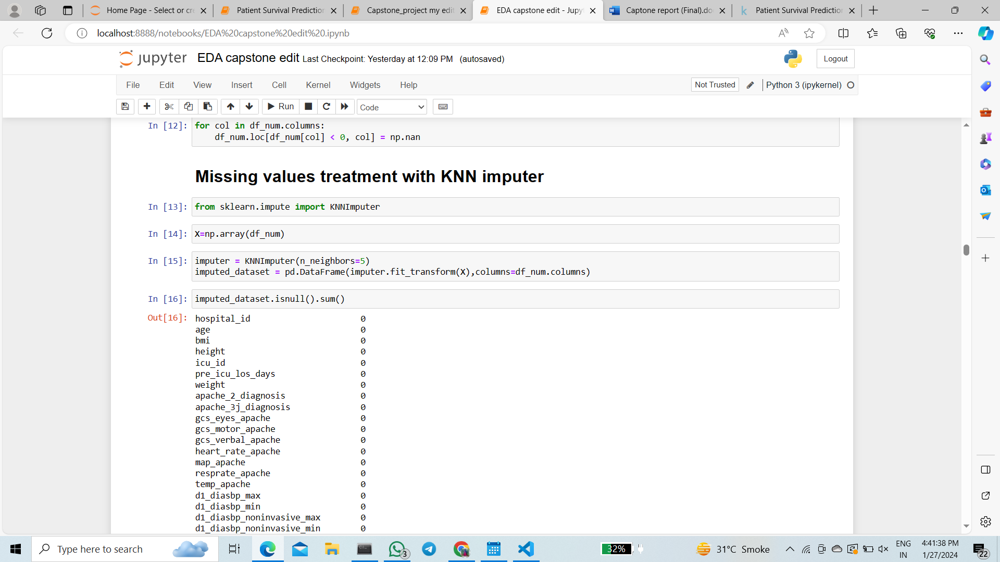 Home Page - Select or cre
Patient Survival Prediction
Capstone_project my edit
EDA capstone edit - Jupyt
Captone report (Final).do
Patient Survival Prediction
localhost:8888/notebooks/EDA%20capstone%20edit%20.ipynb
jupyter EDA capstone edit Last Checkpoint: Yesterday at 12:09 PM (autosaved)
Logout
File Edit View Insert Cell Kernel Widgets Help
Not Trusted
Python 3 (ipykernel)
Run
Code
In [12]: for col in df_num.columns:
df_num.loc[df_num[col] < 0, col] = np.nan
Missing values treatment with KNN imputer
In [13]: from sklearn.impute import KNNImputer
In [14]: X=np.array(df_num)
In [15]: imputer = KNNImputer(n_neighbors=5)
imputed_dataset = pd.DataFrame(imputer.fit_transform(X),columns=df_num.columns)
In [16]: imputed_dataset.isnull().sum()
Out[16]: hospital_id 0
age 0
bmi 0
height 0
icu_id 0
pre_icu_los_days 0
weight 0
apache_2_diagnosis 0
apache_3j_diagnosis 0
gcs_eyes_apache 0
gcs_motor_apache 0
gcs_verbal_apache 0
heart_rate_apache 0
map_apache 0
resprate_apache 0
temp_apache 0
d1_diasbp_max 0
d1_diasbp_min 0
d1_diasbp_noninvasive_max 0
d1_diasbp_noninvasive_min 0
Type here to search
3
32%
31°C Smoke
ENG
IN
4:41:38 PM
1/27/2024
22